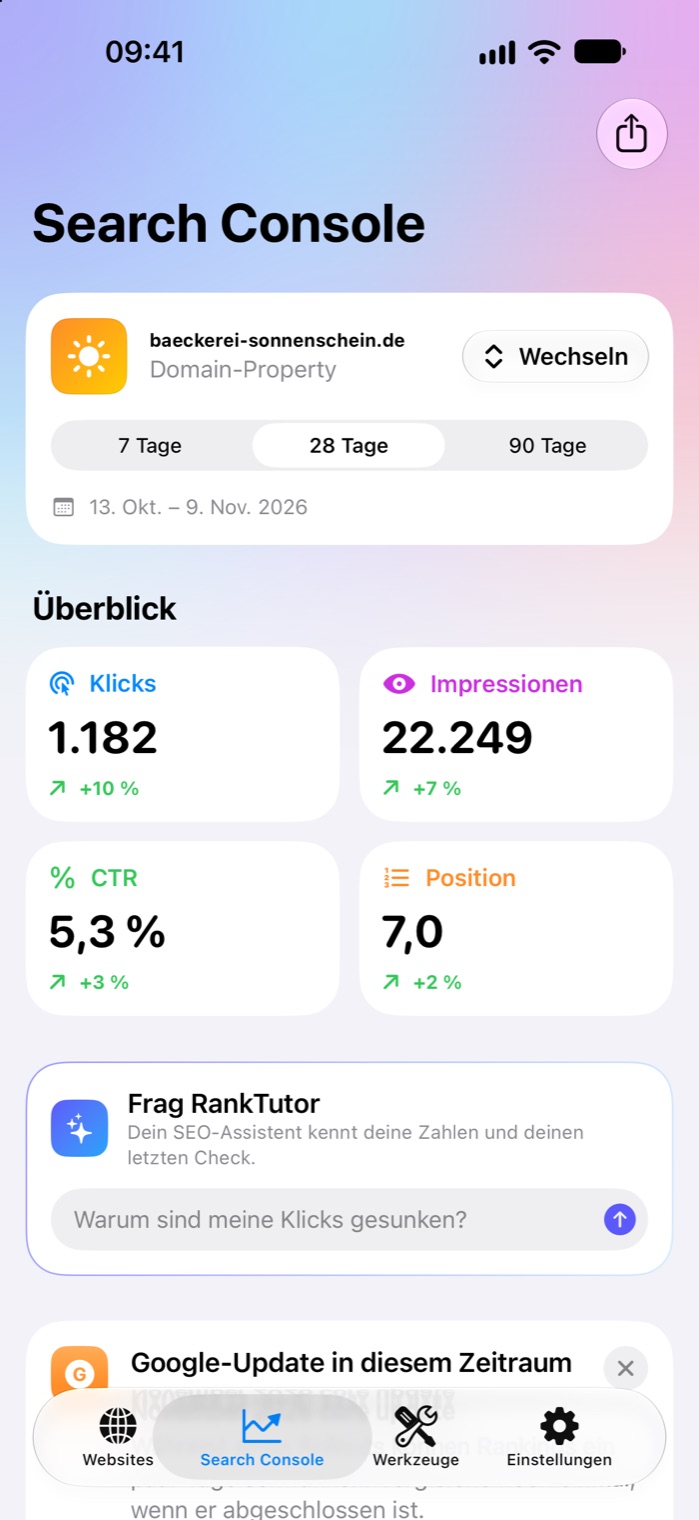 09:41
Search Console
baeckerei-sonnenschein.de
Domain-Property
Wechseln
7 Tage
28 Tage
90 Tage
13. Okt. – 9. Nov. 2026
Überblick
Klicks
1.182
+10 %
Impressionen
22.249
+7 %
% CTR
5,3 %
+3 %
Position
7,0
+2 %
Frag RankTutor
Dein SEO-Assistent kennt deine Zahlen und deinen
letzten Check.
Warum sind meine Klicks gesunken?
G
Google-Update in diesem Zeitraum
Websites
Search Console
Werkzeuge
Einstellungen
wenn er abgeschlossen ist.